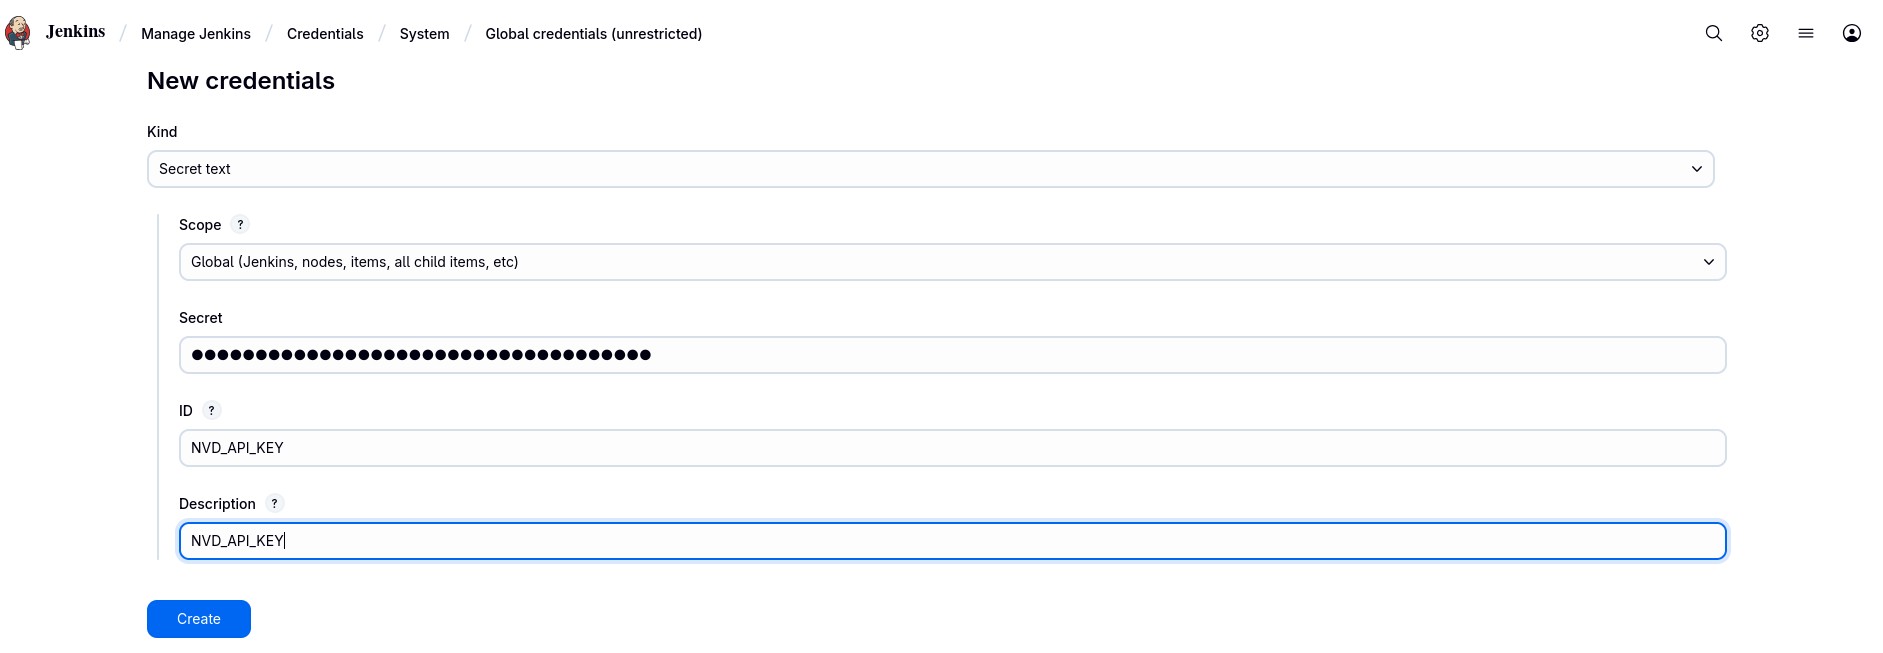 Jenkins / Manage Jenkins / Credentials / System / Global credentials (unrestricted)
New credentials
Kind
Secret text
Scope ?
Global (Jenkins, nodes, items, all child items, etc)
Secret
●●●●●●●●●●●●●●●●●●●●●●●●●●●●●●●●●●●●
ID ?
NVD_API_KEY
Description ?
NVD_API_KEY
Create